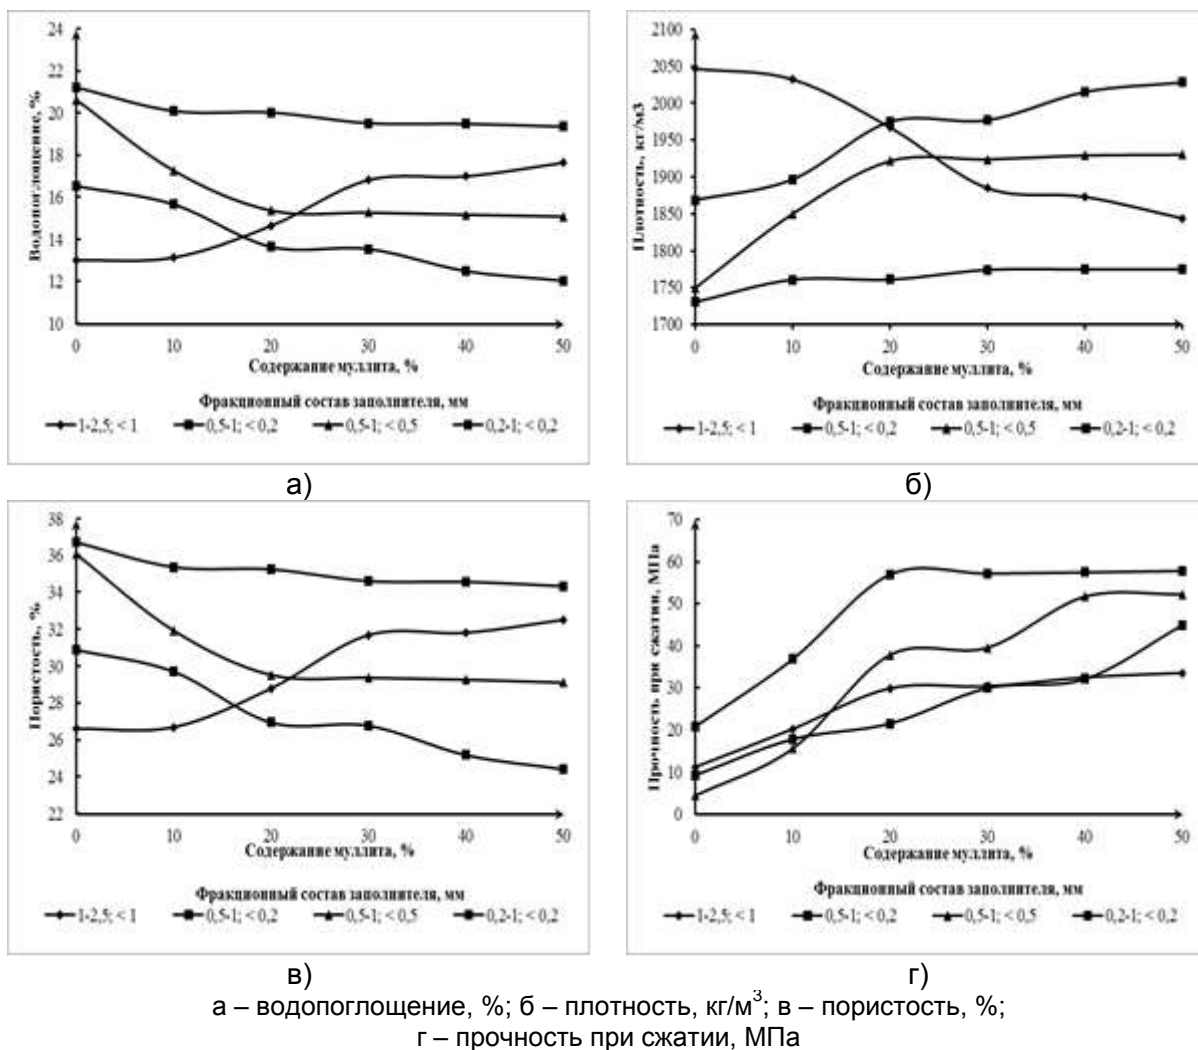 24
22
20
18
16
14
12
10
Водопоглощение, %
0 10 20 30 40 50
Содержание муллита, %
Фракционный состав заполнителя, мм
1-2,5; < 1 0,5-1; < 0,2 0,5-1; < 0,5 0,2-1; < 0,2
а)
2100
2050
2000
1950
1900
1850
1800
1750
1700
Плотность, кг/м3
0 10 20 30 40 50
Содержание муллита, %
Фракционный состав заполнителя, мм
1-2,5; < 1 0,5-1; < 0,2 0,5-1; < 0,5 0,2-1; < 0,2
б)
38
36
34
32
30
28
26
24
22
Пористость, %
0 10 20 30 40 50
Содержание муллита, %
Фракционный состав заполнителя, мм
1-2,5; < 1 0,5-1; < 0,2 0,5-1; < 0,5 0,2-1; < 0,2
в)
70
60
50
40
30
20
10
0
Прочность при сжатии, МПа
0 10 20 30 40 50
Содержание муллита, %
Фракционный состав заполнителя, мм
1-2,5; < 1 0,5-1; < 0,2 0,5-1; < 0,5 0,2-1; < 0,2
г)
а – водопоглощение, %; б – плотность, кг/м³; в – пористость, %;
г – прочность при сжатии, МПа